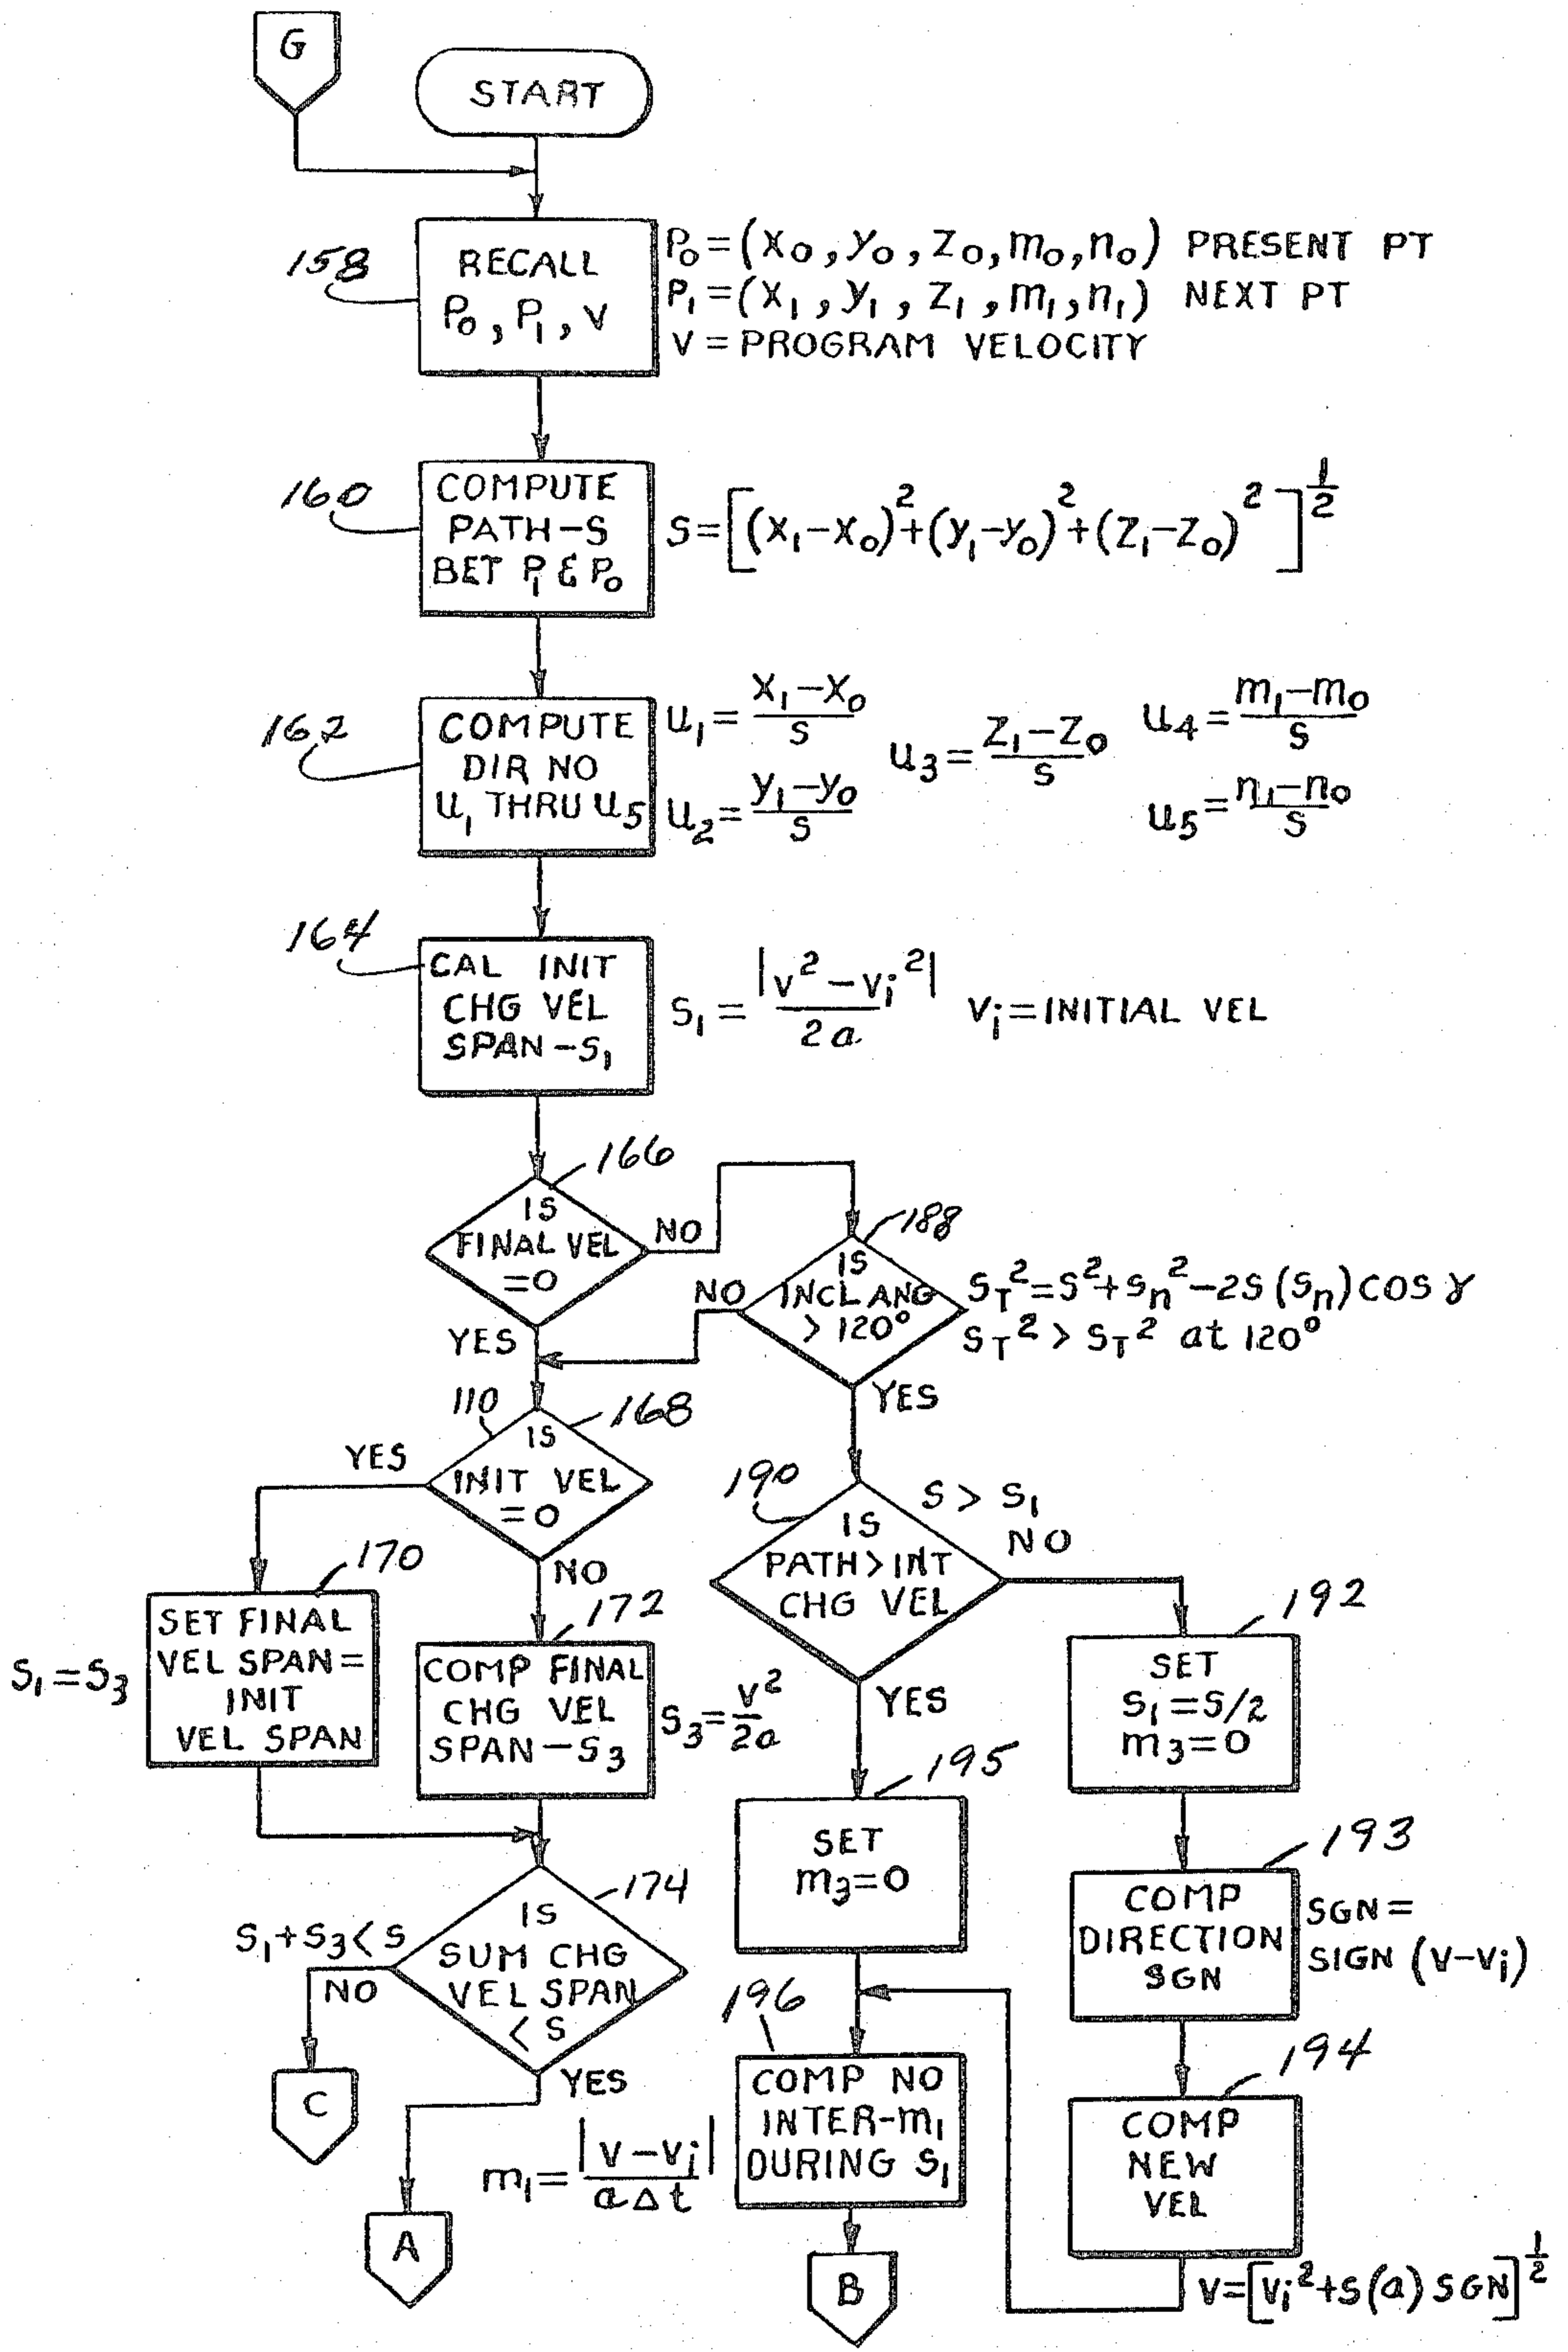 G
START
158
RECALL
P₀, P₁, V
P₀=(X₀, y₀, Z₀, m₀, n₀) PRESENT PT
P₁=(X₁, y₁, Z₁, m₁, n₁) NEXT PT
V=PROGRAM VELOCITY
160
COMPUTE
PATH-S
BET P₁ & P₀
S=[(X₁-X₀)²+(y₁-y₀)²+(Z₁-Z₀)²]^1/2
162
COMPUTE
DIR NO
u₁ THRU u₅
u₁=X₁-X₀/S
u₂=y₁-y₀/S
u₃=Z₁-Z₀/S
u₄=m₁-m₀/S
u₅=n₁-n₀/S
164
CAL INIT
CHG VEL
SPAN-S₁
S₁=|V²-Vᵢ²|/2a Vᵢ=INITIAL VEL
166
IS
FINAL VEL
=0
NO
YES
188
IS
INCL ANG
> 120°
NO
YES
S_T²=S²+S_n²-2S(S_n)COS γ
S_T²>S_T² at 120°
110
168
IS
INIT VEL
=0
YES
NO
170
SET FINAL
VEL SPAN=
INIT
VEL SPAN
S₁=S₃
172
COMP FINAL
CHG VEL
SPAN-S₃
S₃=V²/2a
190
IS
PATH>INT
CHG VEL
S>S₁
NO
YES
192
SET
S₁=S/2
m₃=0
195
SET
m₃=0
193
COMP
DIRECTION
SGN
SGN=
SIGN (V-Vᵢ)
174
IS
SUM CHG
VEL SPAN
< S
S₁+S₃<S
NO
YES
C
A
196
COMP NO
INTER-m₁
DURING S₁
m₁=|V-Vᵢ|/aΔt
B
194
COMP
NEW
VEL
V=[Vᵢ²+S(a)SGN]^1/2